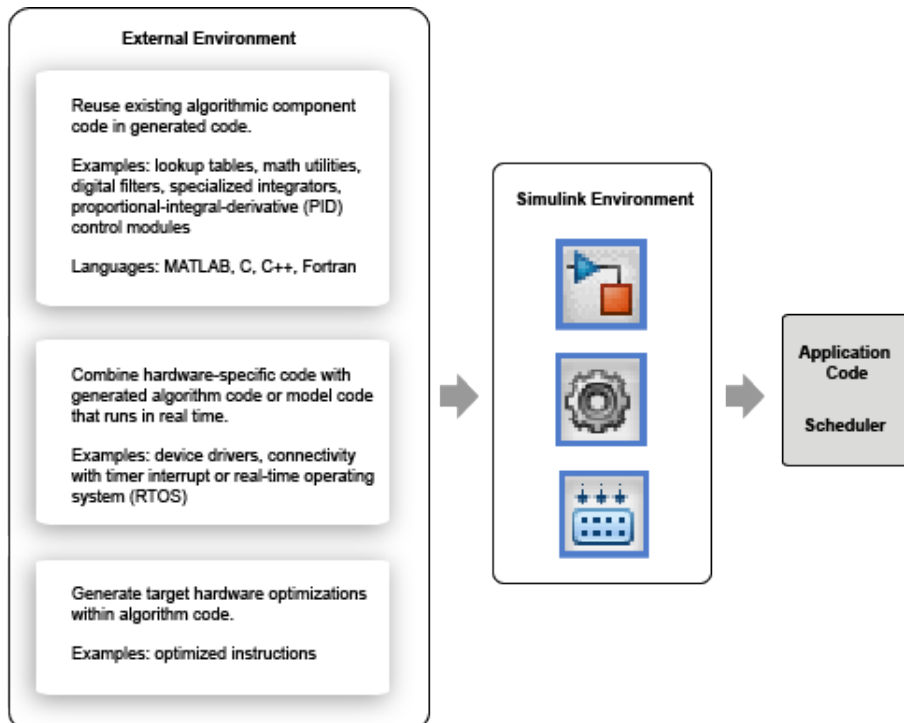 External Environment
Reuse existing algorithmic component
code in generated code.
Examples: lookup tables, math utilities,
digital filters, specialized integrators,
proportional-integral-derivative (PID)
control modules
Languages: MATLAB, C, C++, Fortran
Combine hardware-specific code with
generated algorithm code or model code
that runs in real time.
Examples: device drivers, connectivity
with timer interrupt or real-time operating
system (RTOS)
Generate target hardware optimizations
within algorithm code.
Examples: optimized instructions
Simulink Environment
Application
Code
Scheduler